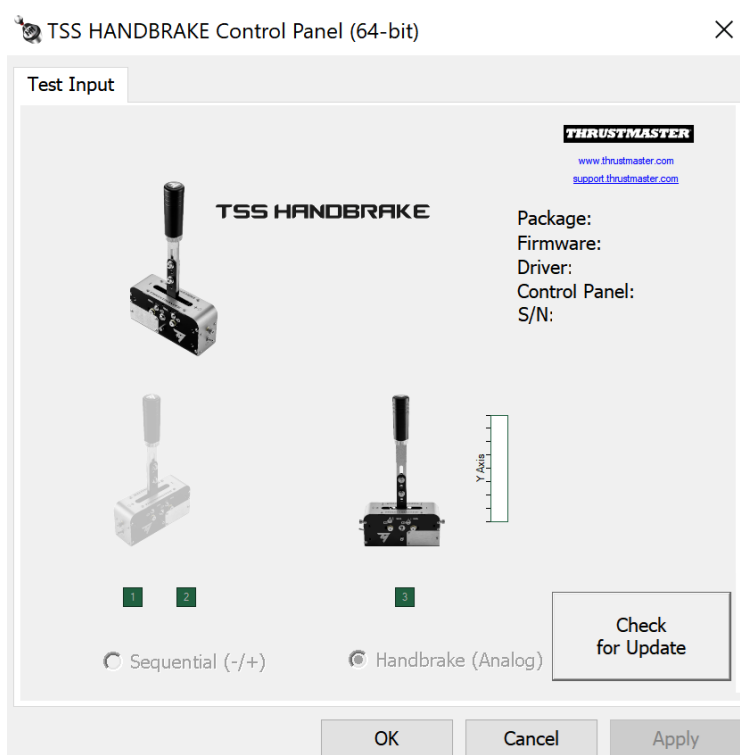 TSS HANDBRAKE Control Panel (64-bit)
Test Input
THRUSTMASTER
www.thrustmaster.com
support.thrustmaster.com
TSS HANDBRAKE
Package:
Firmware:
Driver:
Control Panel:
S/N:
Y Axis
1 2 3
Check
for Update
Sequential (-/+) Handbrake (Analog)
OK Cancel Apply